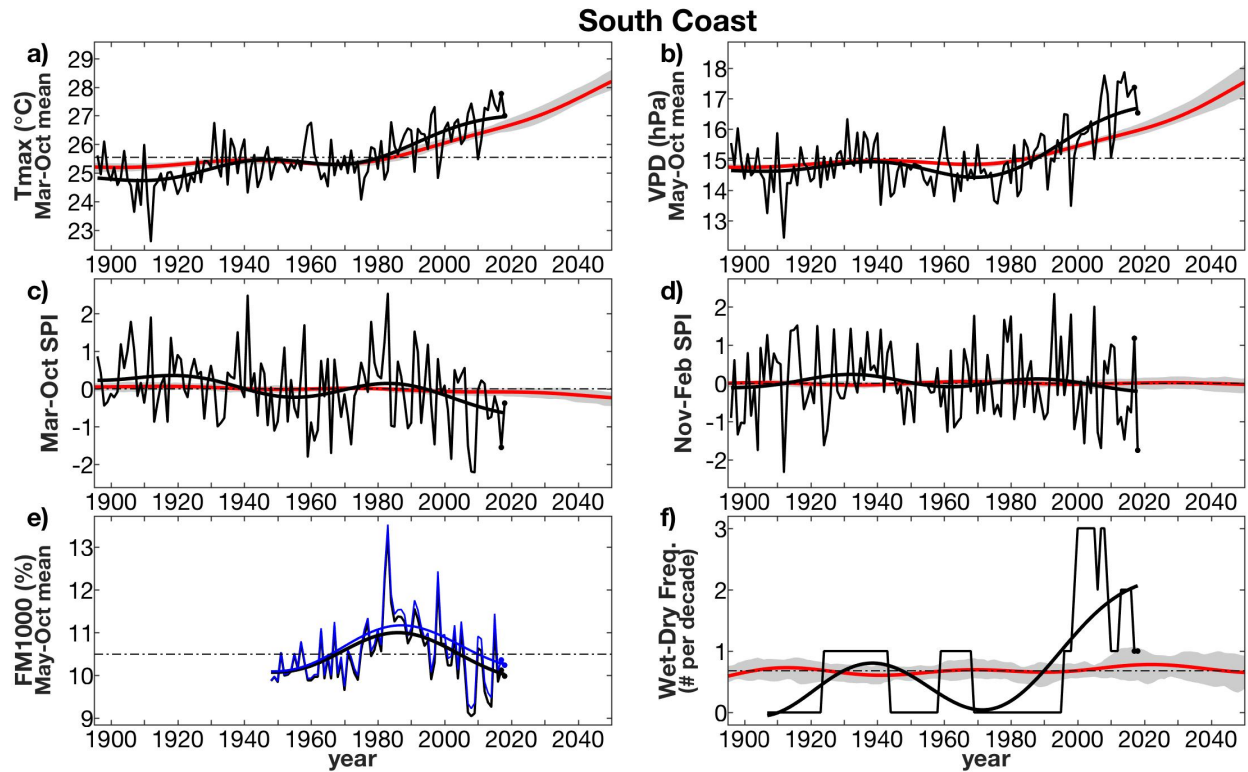 South Coast
a)
Tmax (°C)
Mar-Oct mean
29
28
27
26
25
24
23
1900 1920 1940 1960 1980 2000 2020 2040
b)
VPD (hPa)
May-Oct mean
18
17
16
15
14
13
1900 1920 1940 1960 1980 2000 2020 2040
c)
Mar-Oct SPI
2
1
0
-1
-2
1900 1920 1940 1960 1980 2000 2020 2040
d)
Nov-Feb SPI
2
1
0
-1
-2
1900 1920 1940 1960 1980 2000 2020 2040
e)
FM1000 (%)
May-Oct mean
13
12
11
10
9
1900 1920 1940 1960 1980 2000 2020 2040
year
f)
Wet-Dry Freq.
(# per decade)
3
2
1
0
1900 1920 1940 1960 1980 2000 2020 2040
year